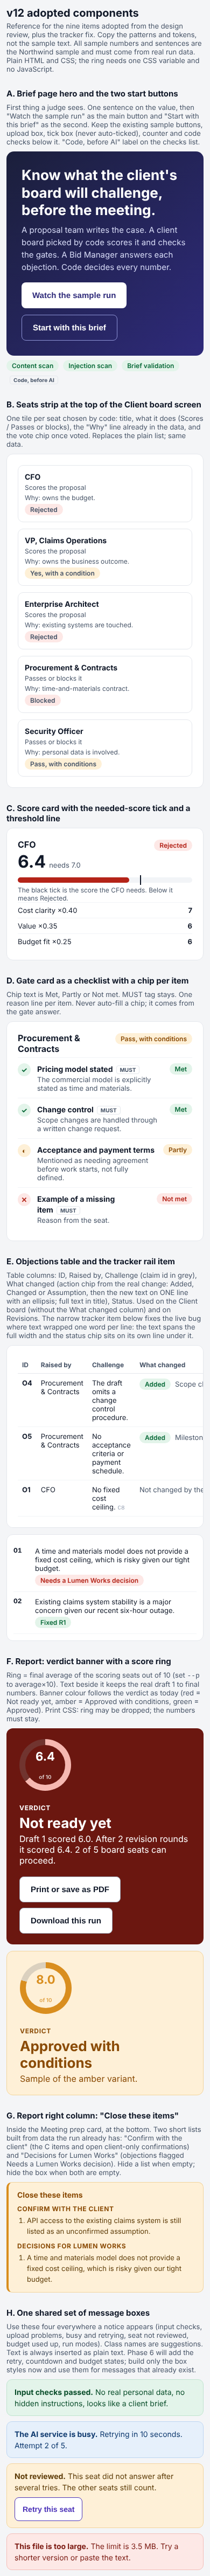 v12 adopted components
Reference for the nine items adopted from the design
review, plus the tracker fix. Copy the patterns and tokens,
not the sample text. All sample numbers and sentences are
the Northwind sample and must come from real run data.
Plain HTML and CSS; the ring needs one CSS variable and
no JavaScript.
A. Brief page hero and the two start buttons
First thing a judge sees. One sentence on the value, then
"Watch the sample run" as the main button and "Start with
this brief" as the second. Keep the existing sample buttons,
upload box, tick box (never auto-ticked), counter and code
checks below it. "Code, before AI" label on the checks list.
Know what the client's
board will challenge,
before the meeting.
A proposal team writes the case. A client
board picked by code scores it and checks
the gates. A Bid Manager answers each
objection. Code decides every number.
Watch the sample run
Start with this brief
Content scan
Injection scan
Brief validation
Code, before AI
B. Seats strip at the top of the Client board screen
One tile per seat chosen by code: title, what it does (Scores
/ Passes or blocks), the "Why" line already in the data, and
the vote chip once voted. Replaces the plain list; same
data.
CFO
Scores the proposal
Why: owns the budget.
Rejected
VP, Claims Operations
Scores the proposal
Why: owns the business outcome.
Yes, with a condition
Enterprise Architect
Scores the proposal
Why: existing systems are touched.
Rejected
Procurement & Contracts
Passes or blocks it
Why: time-and-materials contract.
Blocked
Security Officer
Passes or blocks it
Why: personal data is involved.
Pass, with conditions
C. Score card with the needed-score tick and a
threshold line
CFO
Rejected
6.4 needs 7.0
The black tick is the score the CFO needs. Below it
means Rejected.
Cost clarity ×0.40 7
Value ×0.35 6
Budget fit ×0.25 6
D. Gate card as a checklist with a chip per item
Chip text is Met, Partly or Not met. MUST tag stays. One
reason line per item. Never auto-fill a chip; it comes from
the gate answer.
Procurement &
Contracts
Pass, with conditions
Pricing model stated MUST Met
The commercial model is explicitly
stated as time and materials.
Change control MUST Met
Scope changes are handled through
a written change request.
Acceptance and payment terms Partly
Mentioned as needing agreement
before work starts, not fully
defined.
Example of a missing
item MUST
Not met
Reason from the seat.
E. Objections table and the tracker rail item
Table columns: ID, Raised by, Challenge (claim id in grey),
What changed (action chip from the real change: Added,
Changed or Assumption, then the new text on ONE line
with an ellipsis; full text in title), Status. Used on the Client
board (without the What changed column) and on
Revisions. The narrow tracker item below fixes the live bug
where text wrapped one word per line: the text spans the
full width and the status chip sits on its own line under it.
ID Raised by Challenge What changed
O4 Procurement
& Contracts
The draft
omits a
change
control
procedure.
Added Scope
O5 Procurement
& Contracts
No
acceptance
criteria or
payment
schedule.
Added
O1 CFO
No fixed
cost
ceiling. C8
Not changed by the
01
A time and materials model does not provide a
fixed cost ceiling, which is risky given our tight
budget.
Needs a Lumen Works decision
02
Existing claims system stability is a major
concern given our recent six-hour outage.
Fixed R1
F. Report: verdict banner with a score ring
Ring = final average of the scoring seats out of 10 (set --p
to average×10). Text beside it keeps the real draft 1 to final
numbers. Banner colour follows the verdict as today (red =
Not ready yet, amber = Approved with conditions, green =
Approved). Print CSS: ring may be dropped; the numbers
must stay.
6.4
of 10
VERDICT
Not ready yet
Draft 1 scored 6.0. After 2 revision rounds
it scored 6.4. 2 of 5 board seats can
proceed.
Print or save as PDF
Download this run
8.0
of 10
VERDICT
Approved with
conditions
Sample of the amber variant.
G. Report right column: "Close these items"
Inside the Meeting prep card, at the bottom. Two short lists
built from data the run already has: "Confirm with the
client" (the C items and open client-only confirmations)
and "Decisions for Lumen Works" (objections flagged
Needs a Lumen Works decision). Hide a list when empty;
hide the box when both are empty.
Close these items
CONFIRM WITH THE CLIENT
1. API access to the existing claims system is still
listed as an unconfirmed assumption.
DECISIONS FOR LUMEN WORKS
1. A time and materials model does not provide a
fixed cost ceiling, which is risky given our tight
budget.
H. One shared set of message boxes
Use these four everywhere a notice appears (input checks,
upload problems, busy and retrying, seat not reviewed,
budget used up, run modes). Class names are suggestions.
Text is always inserted as plain text. Phase 6 will add the
retry, countdown and budget states; build only the box
styles now and use them for messages that already exist.
Input checks passed. No real personal data, no
hidden instructions, looks like a client brief.
The AI service is busy. Retrying in 10 seconds.
Attempt 2 of 5.
Not reviewed. This seat did not answer after
several tries. The other seats still count.
Retry this seat
This file is too large. The limit is 3.5 MB. Try a
shorter version or paste the text.